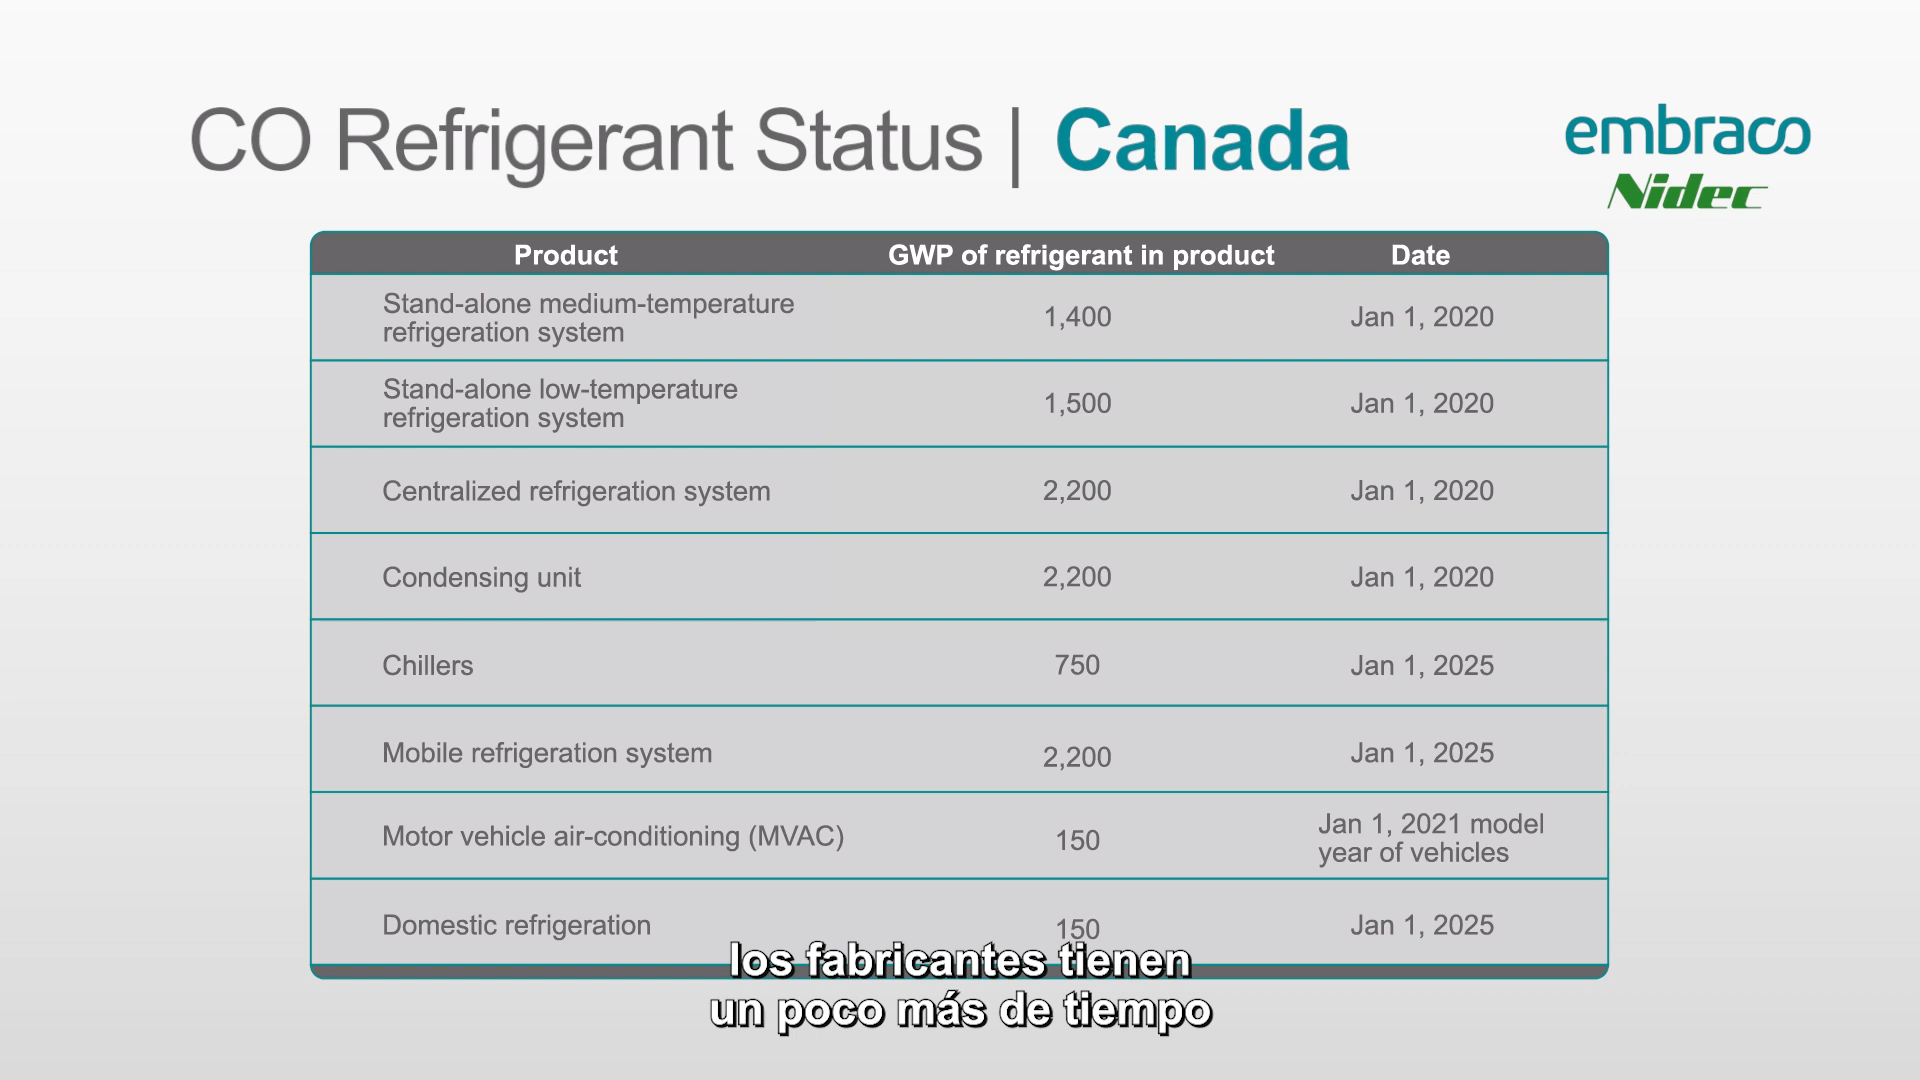 CO Refrigerant Status | Canada
embraco
Nidec
Product GWP of refrigerant in product Date
Stand-alone medium-temperature
refrigeration system 1,400 Jan 1, 2020
Stand-alone low-temperature
refrigeration system 1,500 Jan 1, 2020
Centralized refrigeration system 2,200 Jan 1, 2020
Condensing unit 2,200 Jan 1, 2020
Chillers 750 Jan 1, 2025
Mobile refrigeration system 2,200 Jan 1, 2025
Motor vehicle air-conditioning (MVAC) 150 Jan 1, 2021 model
year of vehicles
Domestic refrigeration 150 Jan 1, 2025
los fabricantes tienen
un poco más de tiempo